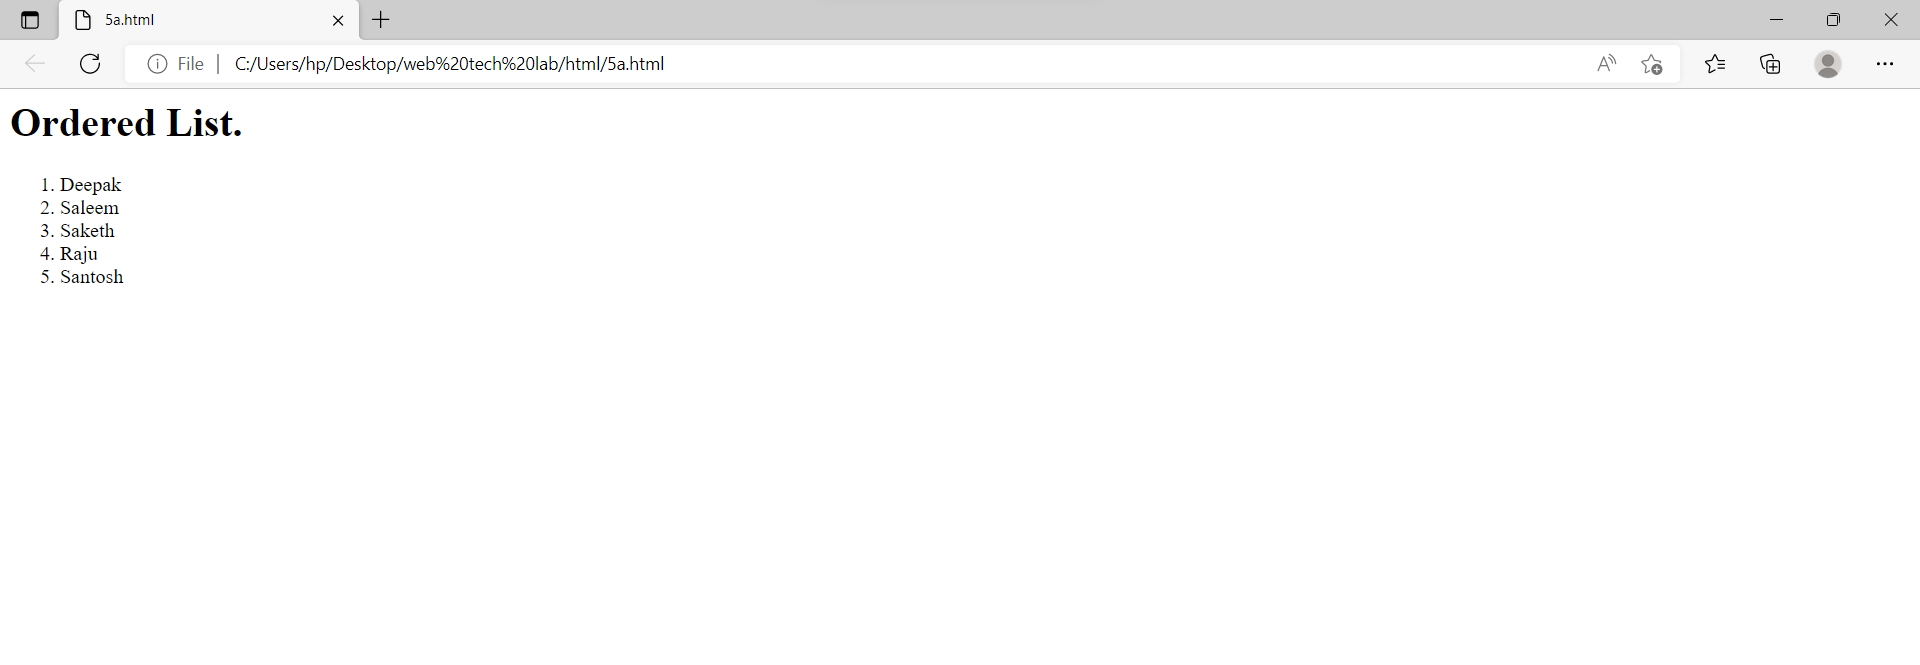 5a.html
File | C:/Users/hp/Desktop/web%20tech%20lab/html/5a.html
Ordered List.
1. Deepak
2. Saleem
3. Saketh
4. Raju
5. Santosh